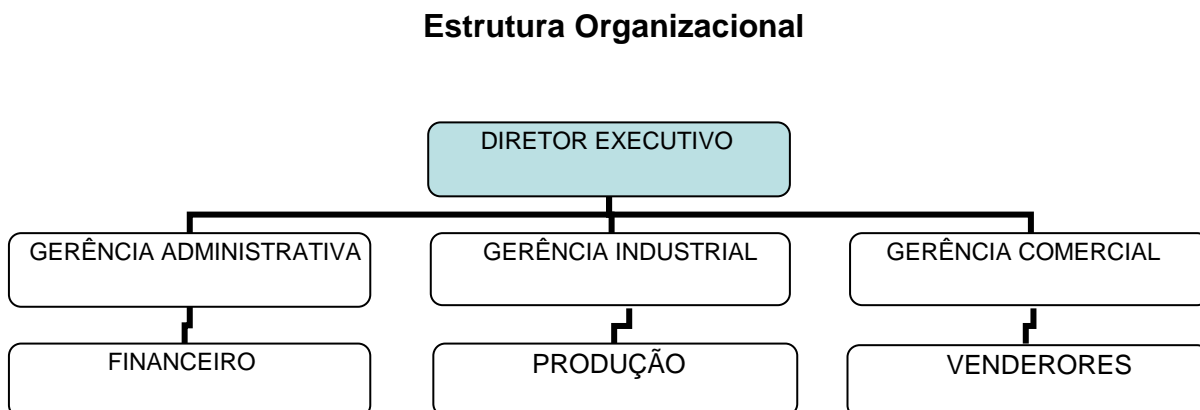 Estrutura Organizacional
DIRETOR EXECUTIVO
GERÊNCIA ADMINISTRATIVA
GERÊNCIA INDUSTRIAL
GERÊNCIA COMERCIAL
FINANCEIRO
PRODUÇÃO
VENDERORES